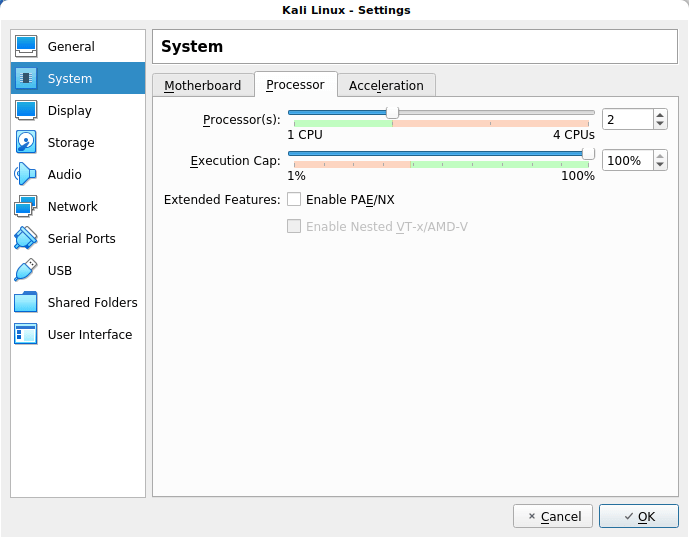 Kali Linux - Settings
General
System
Display
Storage
Audio
Network
Serial Ports
USB
Shared Folders
User Interface
System
Motherboard Processor Acceleration
Processor(s): 2
1 CPU 4 CPUs
Execution Cap: 100%
1% 100%
Extended Features: Enable PAE/NX
Enable Nested VT-x/AMD-V
Cancel OK